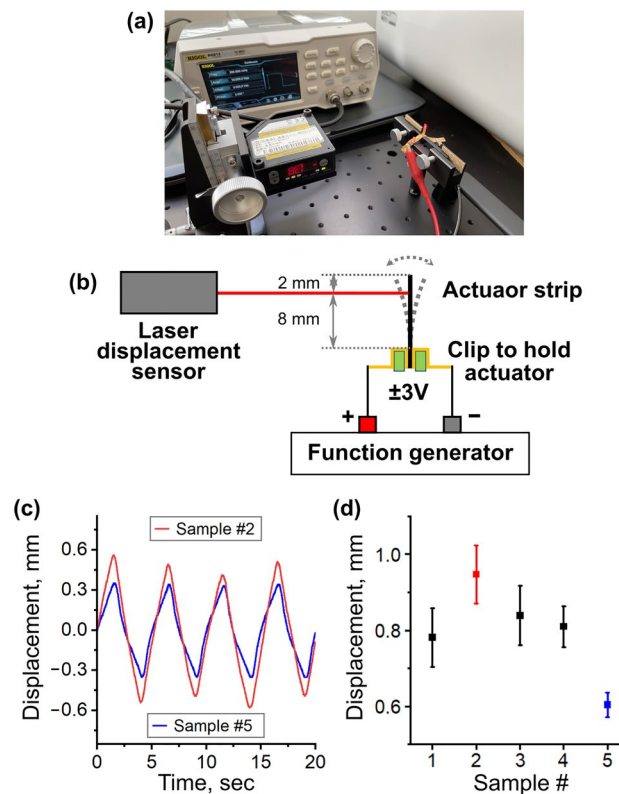 (a)
RIGOL
(b)
2 mm
8 mm
Actuaor strip
Laser
displacement
sensor
Clip to hold
actuator
±3V
+
−
Function generator
(c)
Displacement, mm
0.6
0.3
0.0
−0.3
−0.6
Sample #2
Sample #5
0
5
10
15
20
Time, sec
(d)
Displacement, mm
1.0
0.8
0.6
1
2
3
4
5
Sample #